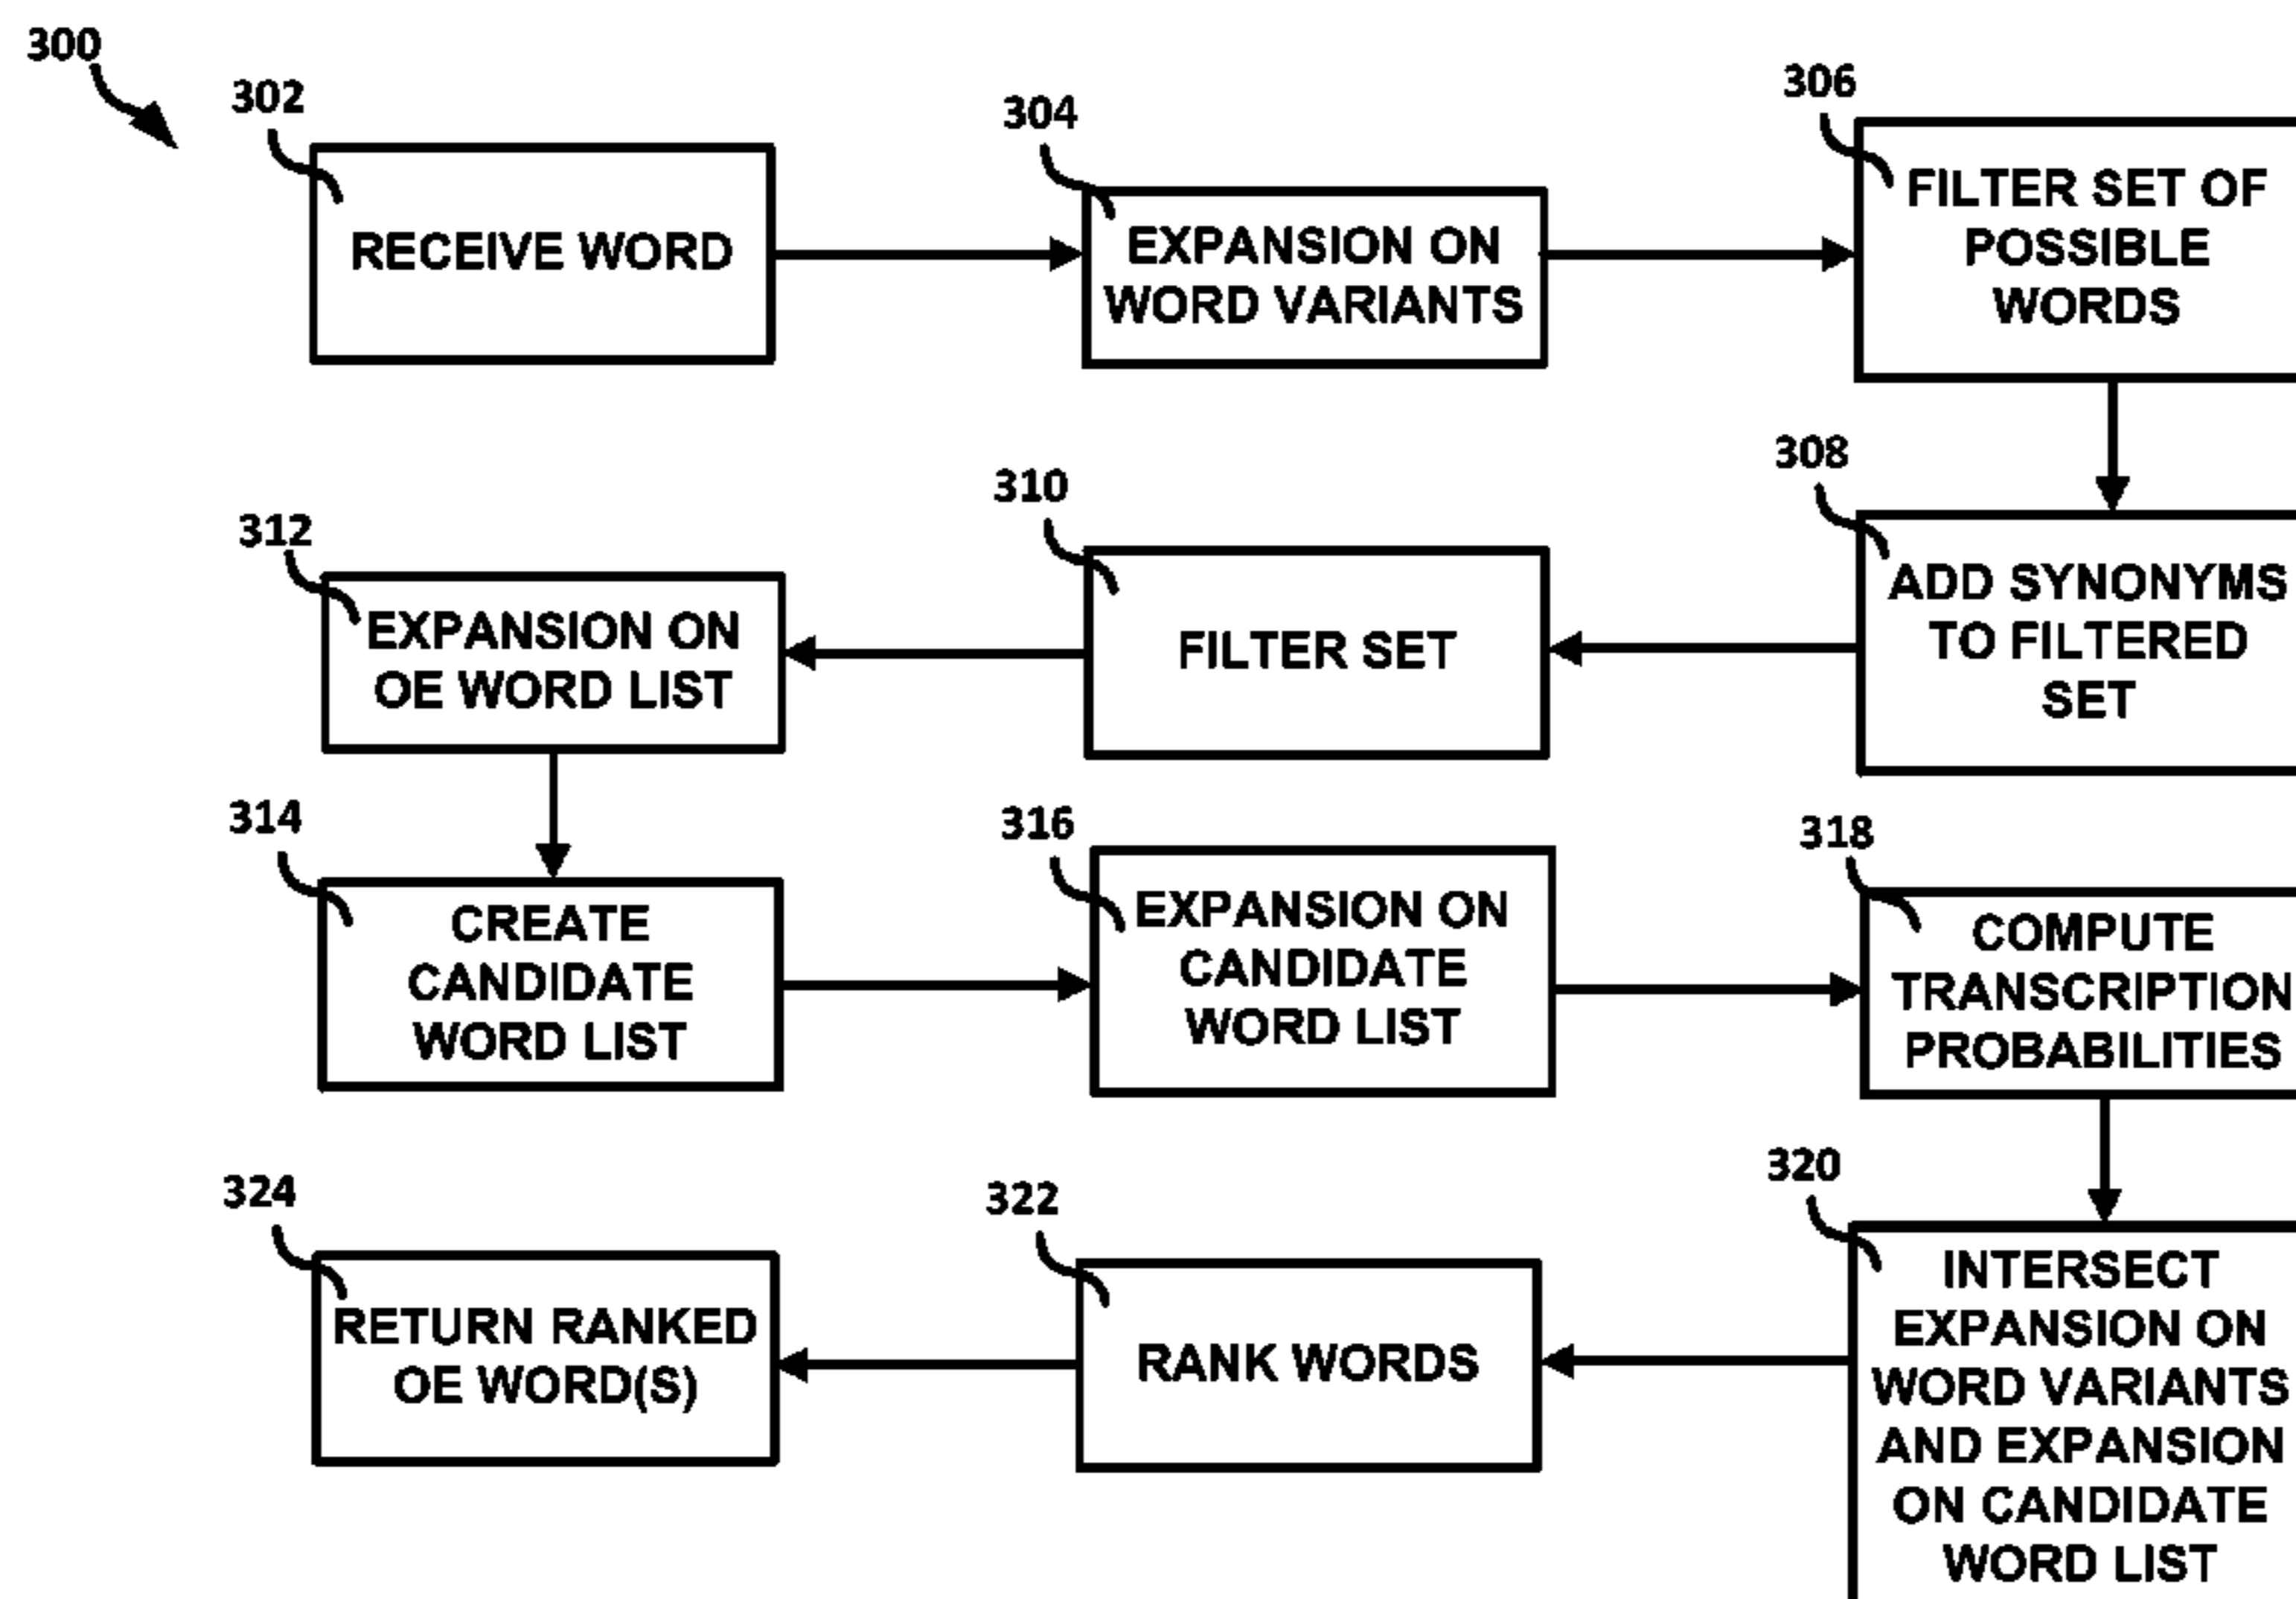 300
302
RECEIVE WORD
304
EXPANSION ON
WORD VARIANTS
306
FILTER SET OF
POSSIBLE
WORDS
308
ADD SYNONYMS
TO FILTERED
SET
310
FILTER SET
312
EXPANSION ON
OE WORD LIST
314
CREATE
CANDIDATE
WORD LIST
316
EXPANSION ON
CANDIDATE
WORD LIST
318
COMPUTE
TRANSCRIPTION
PROBABILITIES
320
INTERSECT
EXPANSION ON
WORD VARIANTS
AND EXPANSION
ON CANDIDATE
WORD LIST
322
RANK WORDS
324
RETURN RANKED
OE WORD(S)